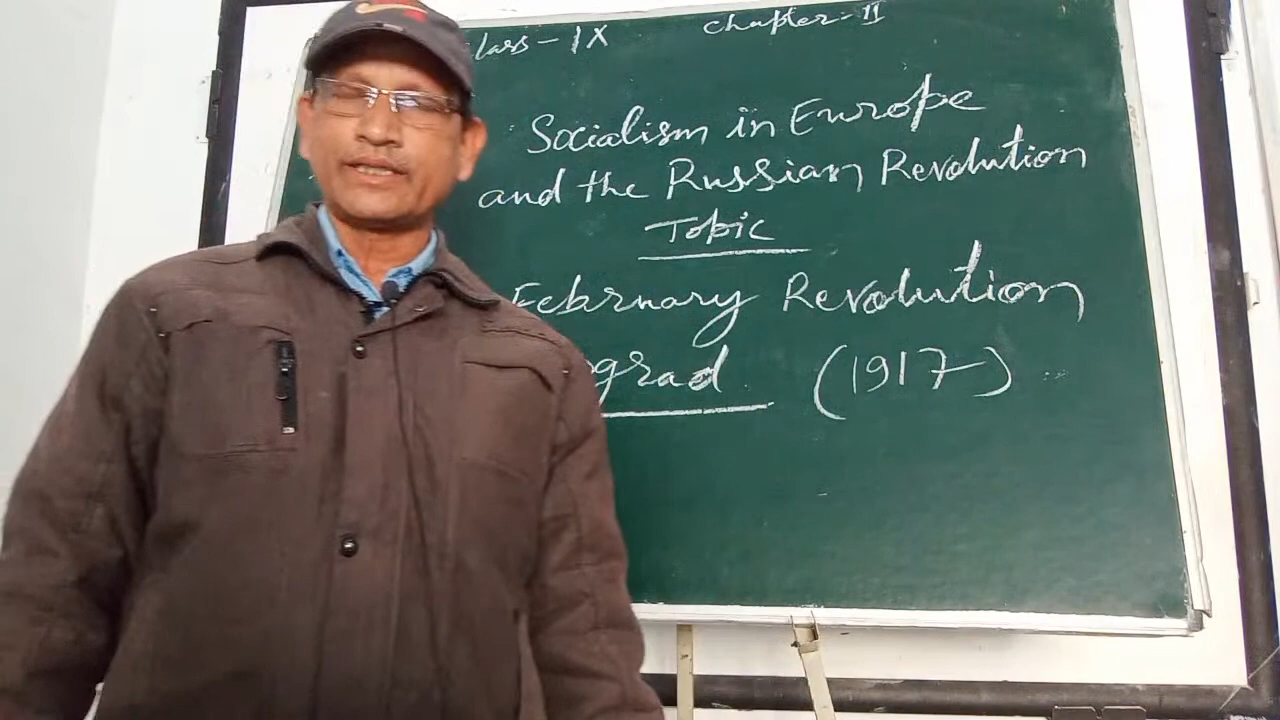 lass - IX Chapter - II
Socialism in Europe
and the Russian Revolution
Topic
February Revolution
ograd (1917)